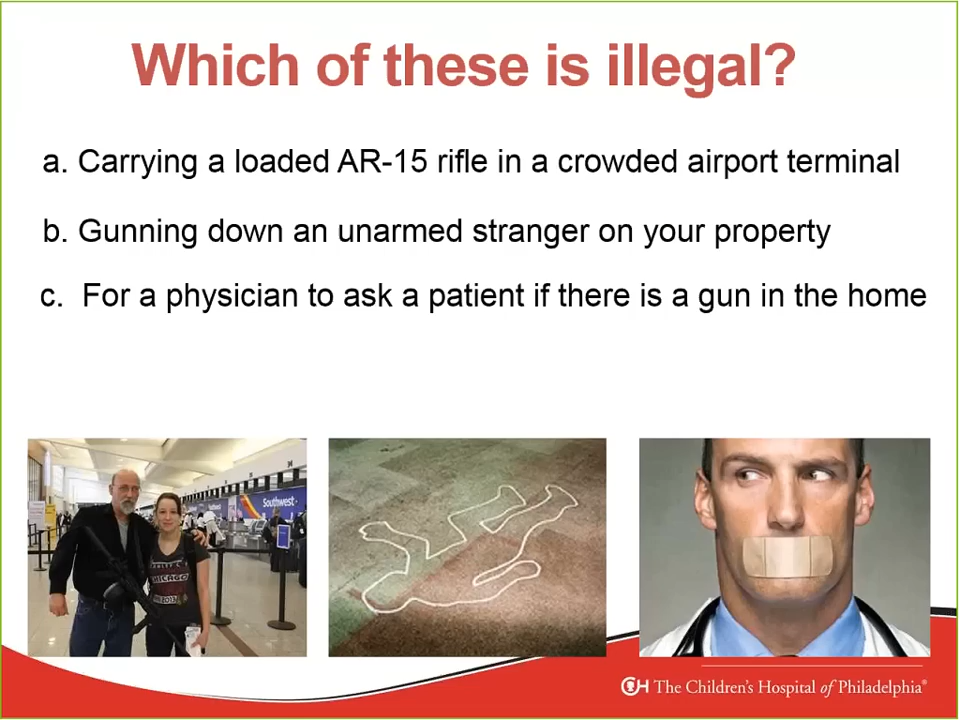 Which of these is illegal?
a. Carrying a loaded AR-15 rifle in a crowded airport terminal
b. Gunning down an unarmed stranger on your property
c. For a physician to ask a patient if there is a gun in the home
Southwest
CHICAGO
The Children's Hospital of Philadelphia®